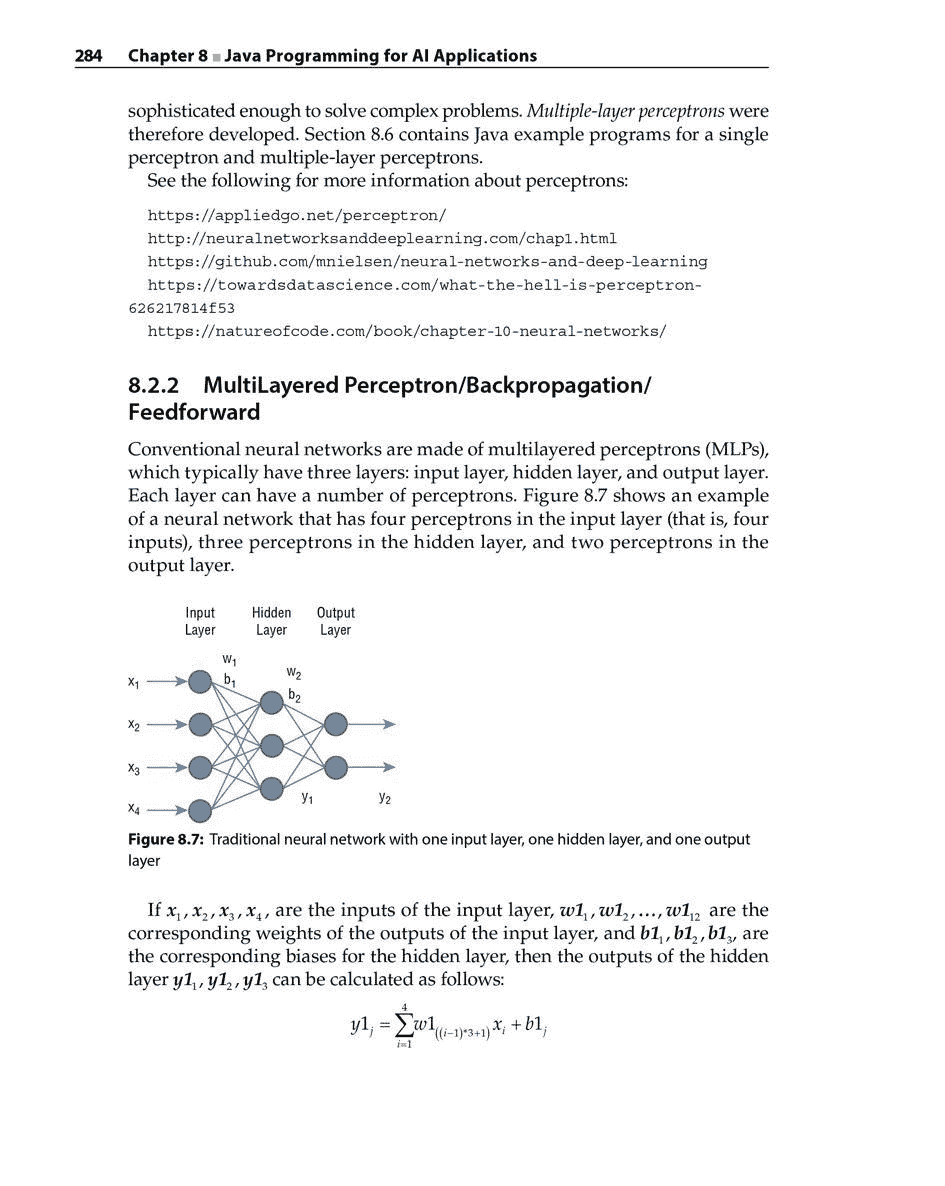 284 Chapter 8 ■ Java Programming for AI Applications
sophisticated enough to solve complex problems. Multiple-layer perceptrons were
therefore developed. Section 8.6 contains Java example programs for a single
perceptron and multiple-layer perceptrons.
See the following for more information about perceptrons:
https://appliedgo.net/perceptron/
http://neuralnetworksanddeeplearning.com/chap1.html
https://github.com/mnielsen/neural-networks-and-deep-learning
https://towardsdatascience.com/what-the-hell-is-perceptron-
626217814f53
https://natureofcode.com/book/chapter-10-neural-networks/
8.2.2 MultiLayered Perceptron/Backpropagation/
Feedforward
Conventional neural networks are made of multilayered perceptrons (MLPs),
which typically have three layers: input layer, hidden layer, and output layer.
Each layer can have a number of perceptrons. Figure 8.7 shows an example
of a neural network that has four perceptrons in the input layer (that is, four
inputs), three perceptrons in the hidden layer, and two perceptrons in the
output layer.
Input Hidden Output
Layer Layer Layer
w₁
b₁
w₂
b₂
x₁
x₂
x₃
x₄
y₁ y₂
Figure 8.7: Traditional neural network with one input layer, one hidden layer, and one output
layer
If x₁, x₂, x₃, x₄, are the inputs of the input layer, w1₁, w1₂,…, w1₁₂ are the
corresponding weights of the outputs of the input layer, and b1₁, b1₂, b1₃, are
the corresponding biases for the hidden layer, then the outputs of the hidden
layer y1₁, y1₂, y1₃ can be calculated as follows:
y1ⱼ = ∑_{i=1}^{4} w1_{((i−1)*3+1)} xᵢ + b1ⱼ